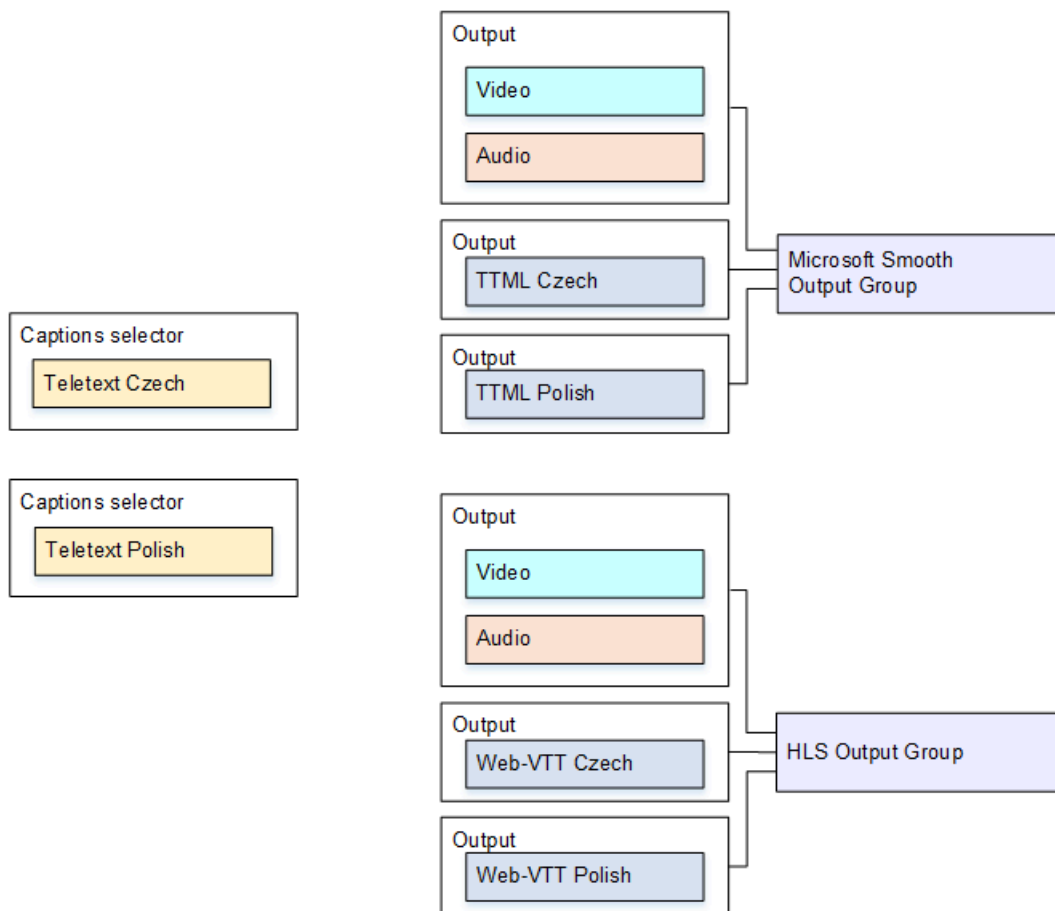 Captions selector
Teletext Czech
Captions selector
Teletext Polish
Output
Video
Audio
Output
TTML Czech
Output
TTML Polish
Microsoft Smooth
Output Group
Output
Video
Audio
Output
Web-VTT Czech
Output
Web-VTT Polish
HLS Output Group